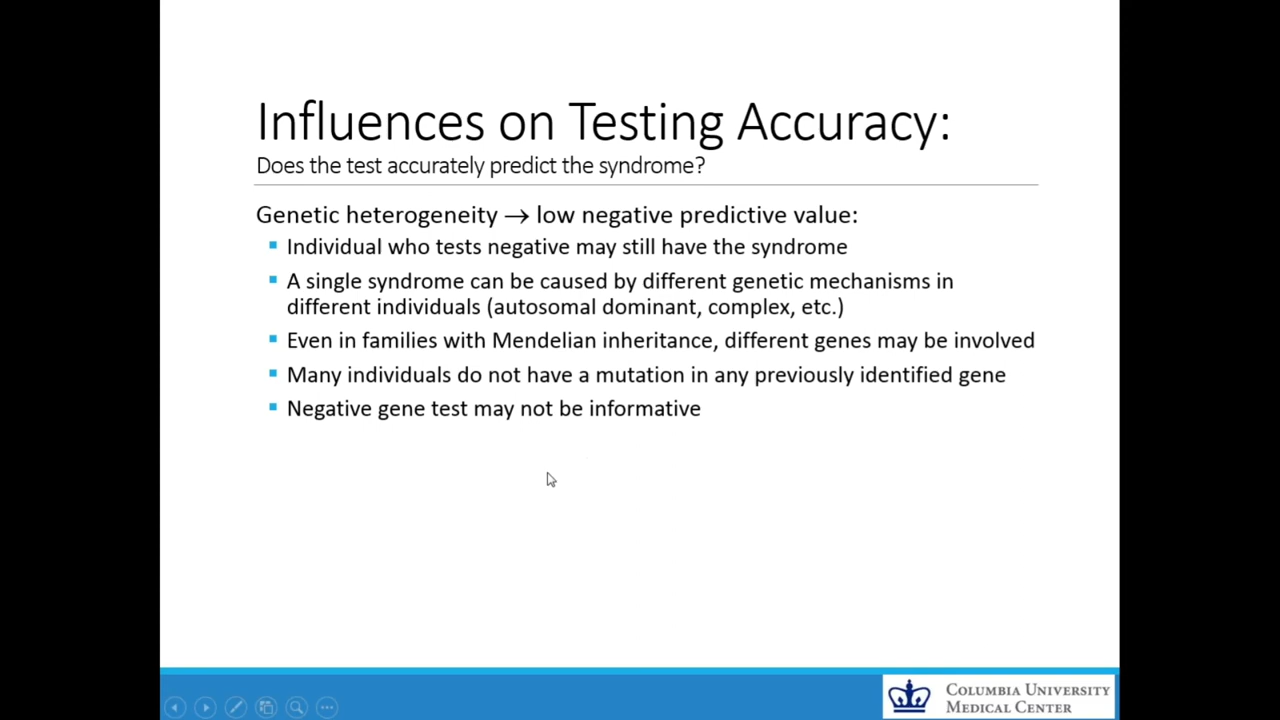 Influences on Testing Accuracy:
Does the test accurately predict the syndrome?
Genetic heterogeneity → low negative predictive value:
Individual who tests negative may still have the syndrome
A single syndrome can be caused by different genetic mechanisms in
different individuals (autosomal dominant, complex, etc.)
Even in families with Mendelian inheritance, different genes may be involved
Many individuals do not have a mutation in any previously identified gene
Negative gene test may not be informative
COLUMBIA UNIVERSITY
MEDICAL CENTER